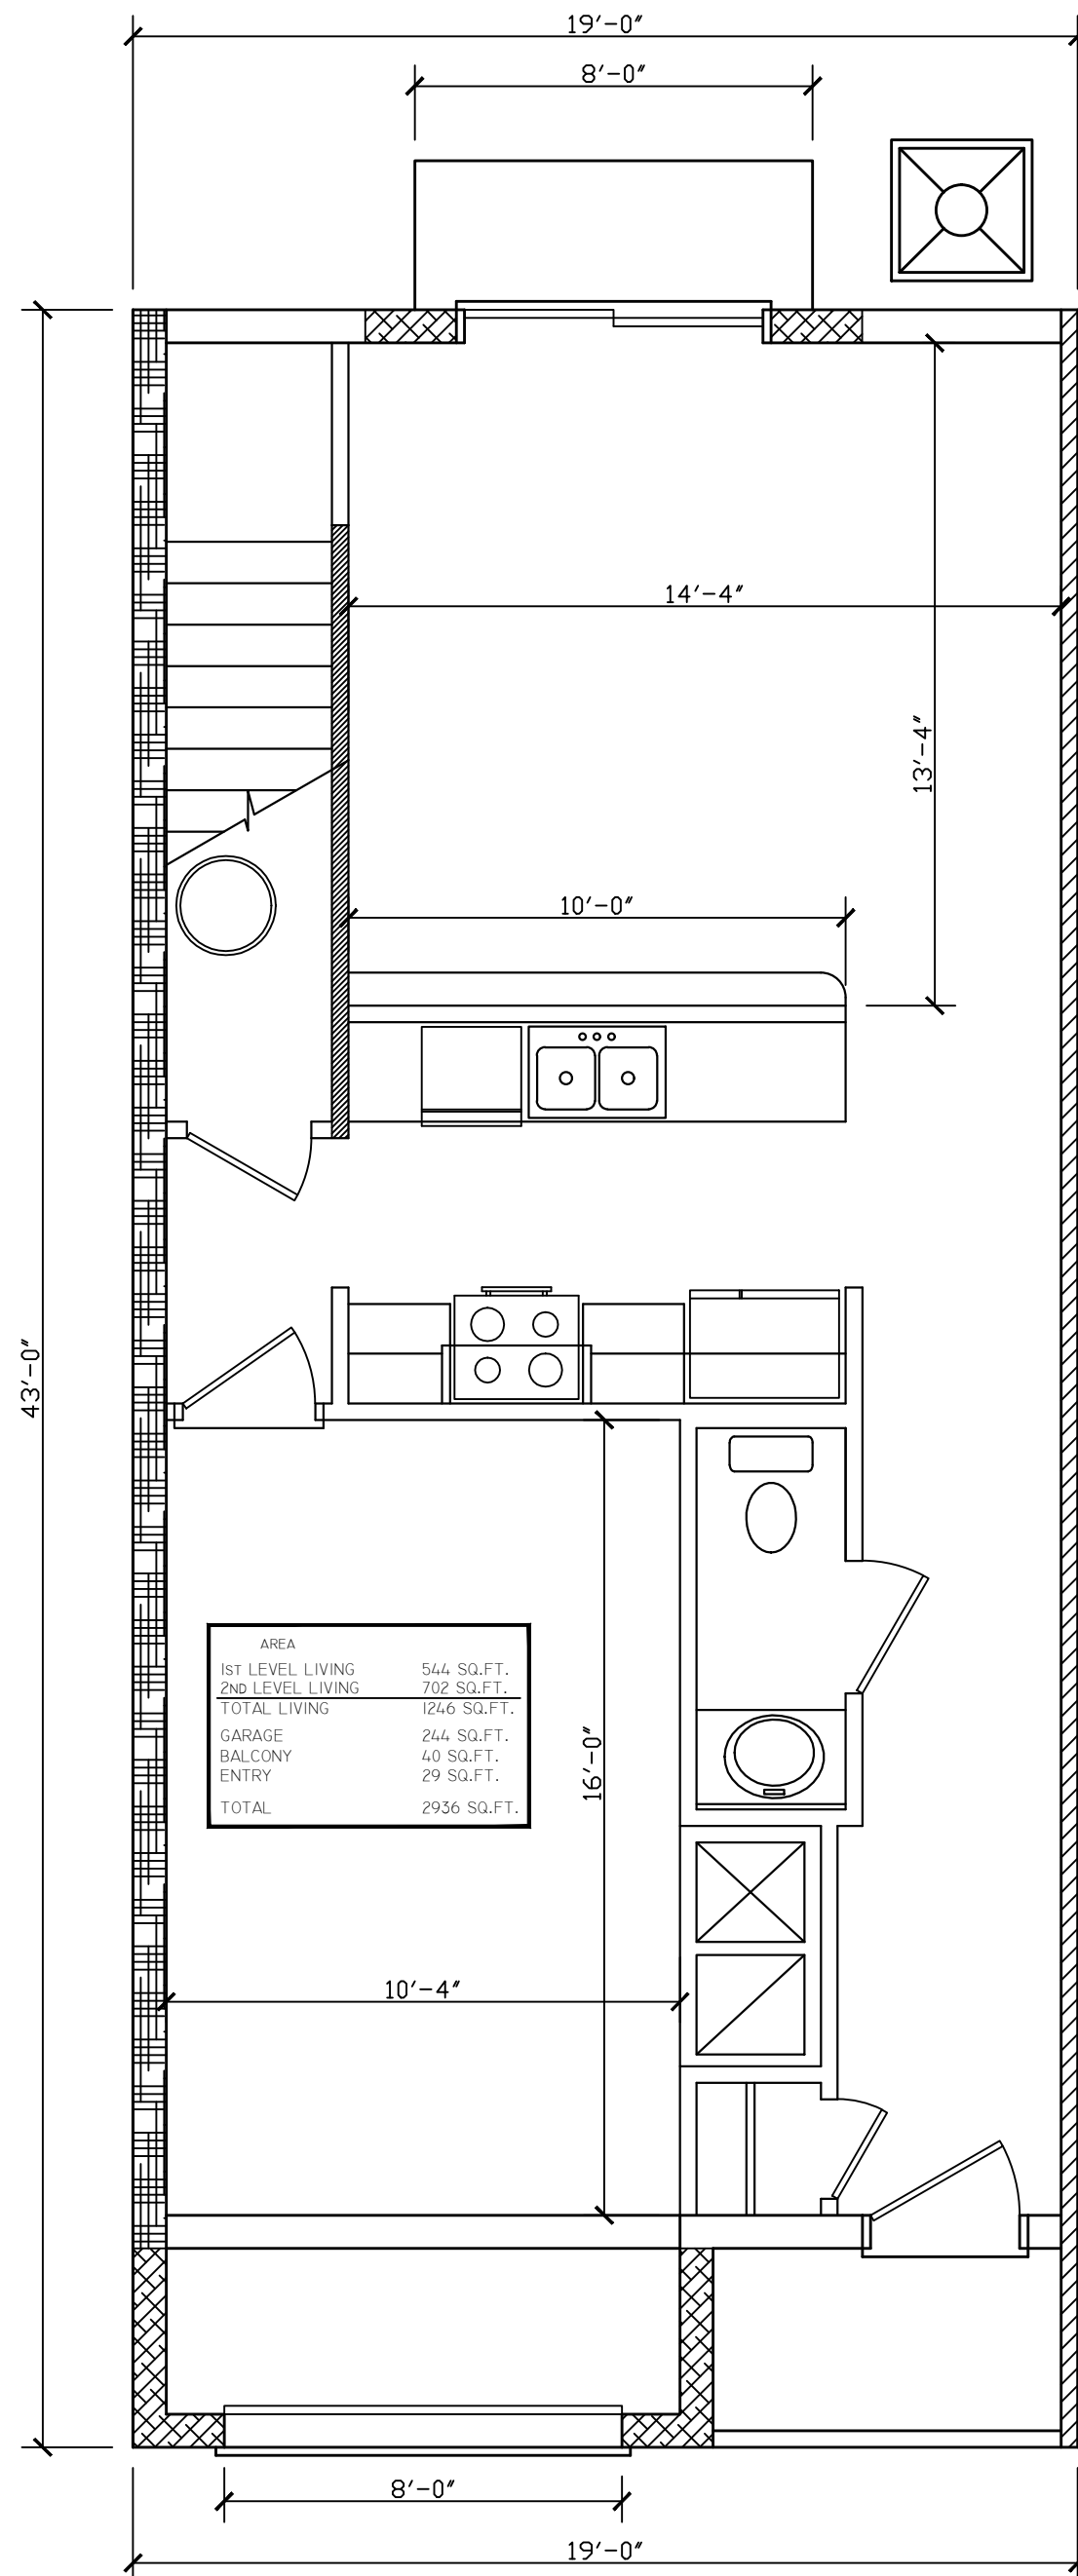 19'-0"
8'-0"
14'-4"
13'-4"
10'-0"
43'-0"
AREA
1ST LEVEL LIVING 544 SQ.FT.
2ND LEVEL LIVING 702 SQ.FT.
TOTAL LIVING 1246 SQ.FT.
GARAGE 244 SQ.FT.
BALCONY 40 SQ.FT.
ENTRY 29 SQ.FT.
TOTAL 2936 SQ.FT.
16'-0"
10'-4"
8'-0"
19'-0"